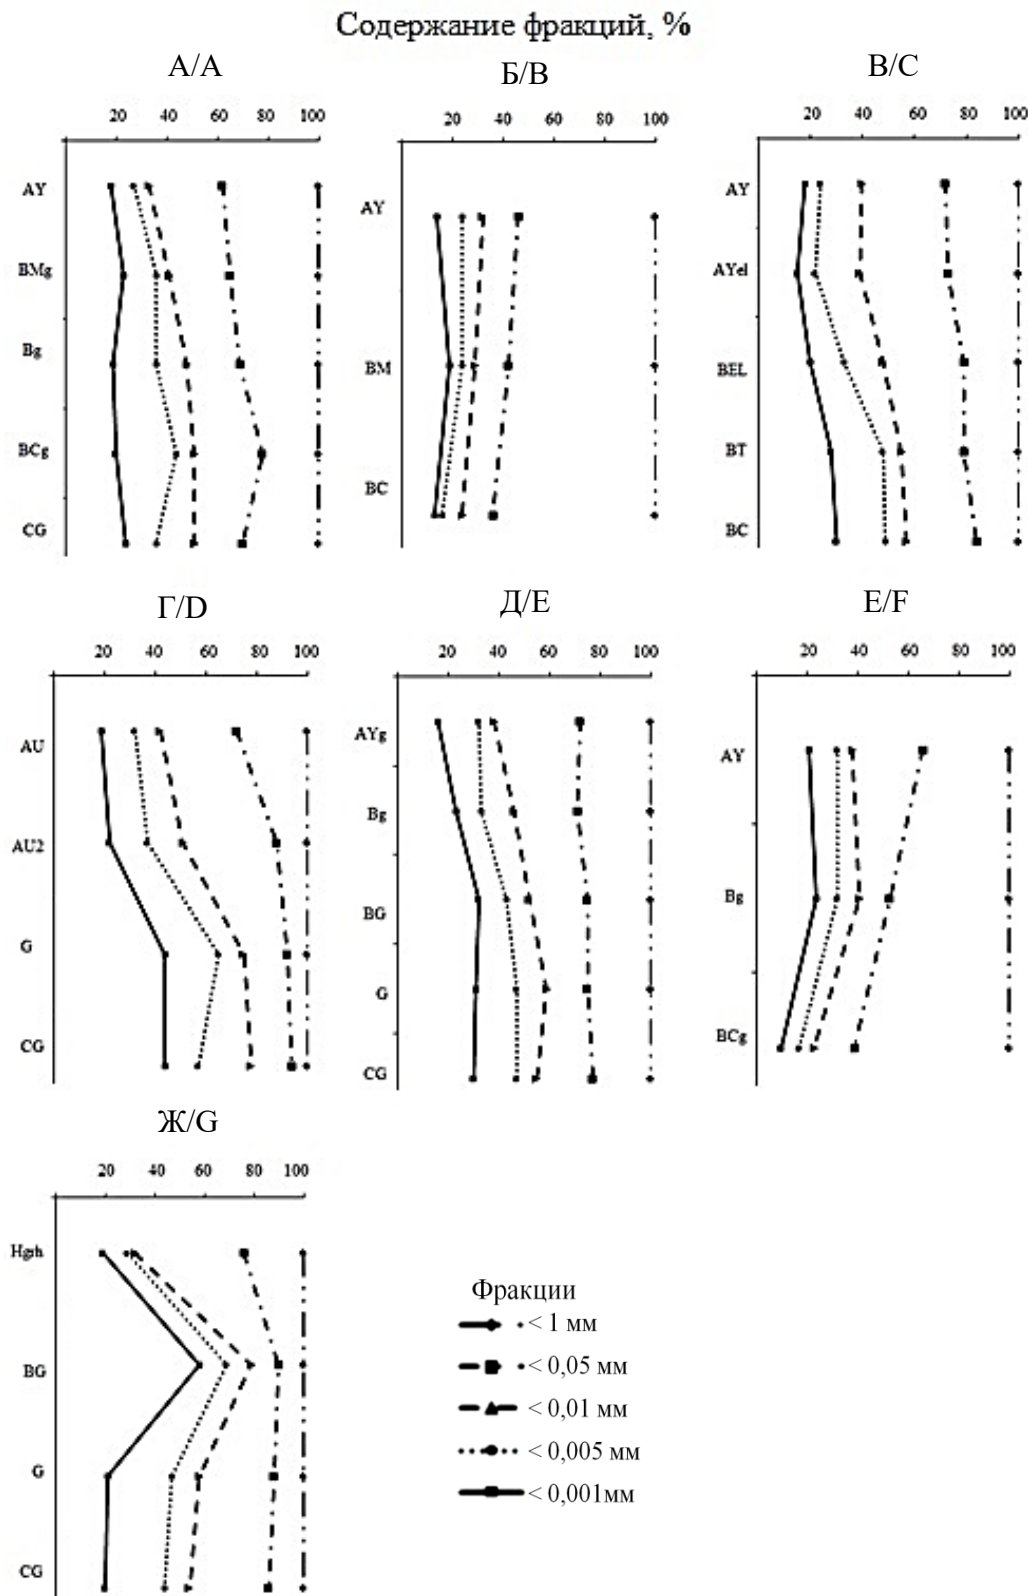 Содержание фракций, %
А/А
Б/В
В/С
20 40 60 80 100
20 40 60 80 100
20 40 60 80 100
AY
BMg
Bg
BCg
CG
AY
BM
BC
AY
AYel
BEL
BT
BC
Г/D
Д/E
Е/F
20 40 60 80 100
20 40 60 80 100
20 40 60 80 100
AU
AU2
G
CG
AYg
Bg
BG
G
CG
AY
Bg
BCg
Ж/G
20 40 60 80 100
Hgrh
BG
G
CG
Фракции
< 1 мм
< 0,05 мм
< 0,01 мм
< 0,005 мм
< 0,001мм